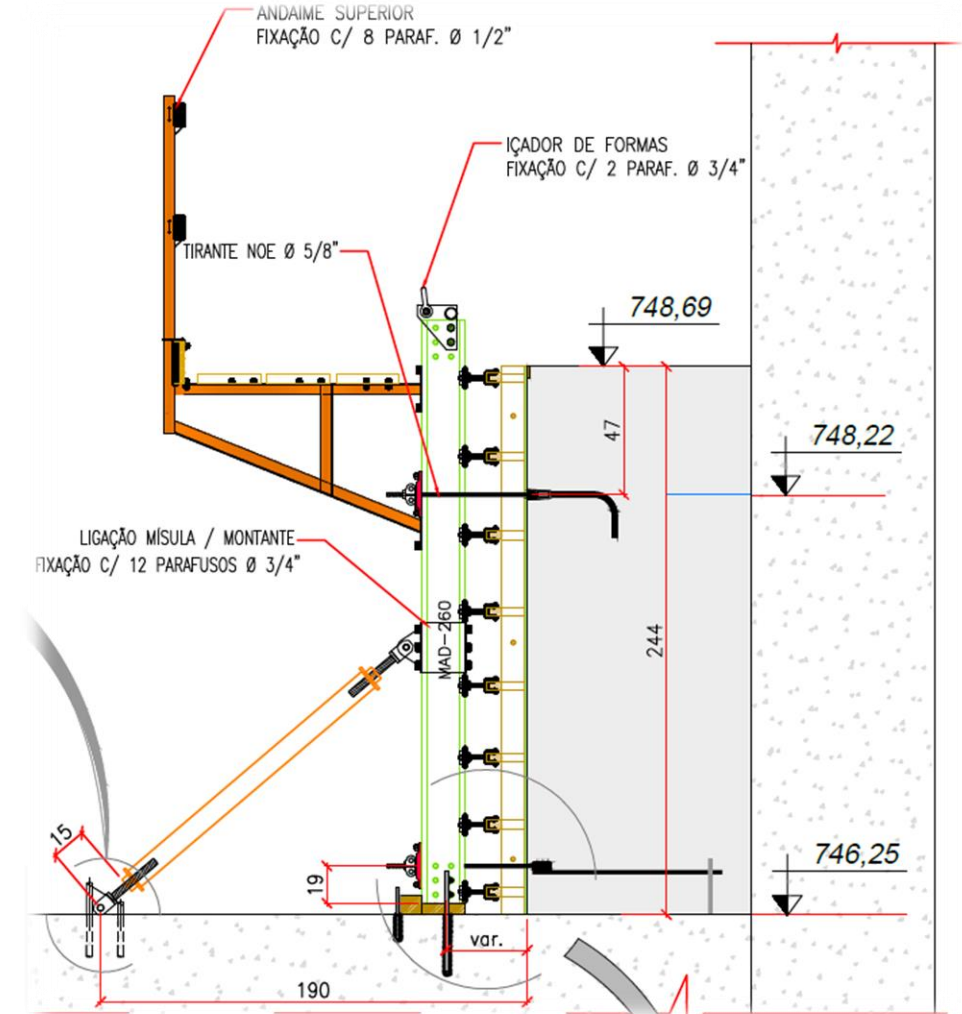 ANDAIME SUPERIOR
FIXAÇÃO C/ 8 PARAF. Ø 1/2"
IÇADOR DE FORMAS
FIXAÇÃO C/ 2 PARAF. Ø 3/4"
TIRANTE NOE Ø 5/8"
748,69
47
748,22
LIGAÇÃO MÍSULA / MONTANTE
FIXAÇÃO C/ 12 PARAFUSOS Ø 3/4"
MAD-260
244
15
19
746,25
var.
190